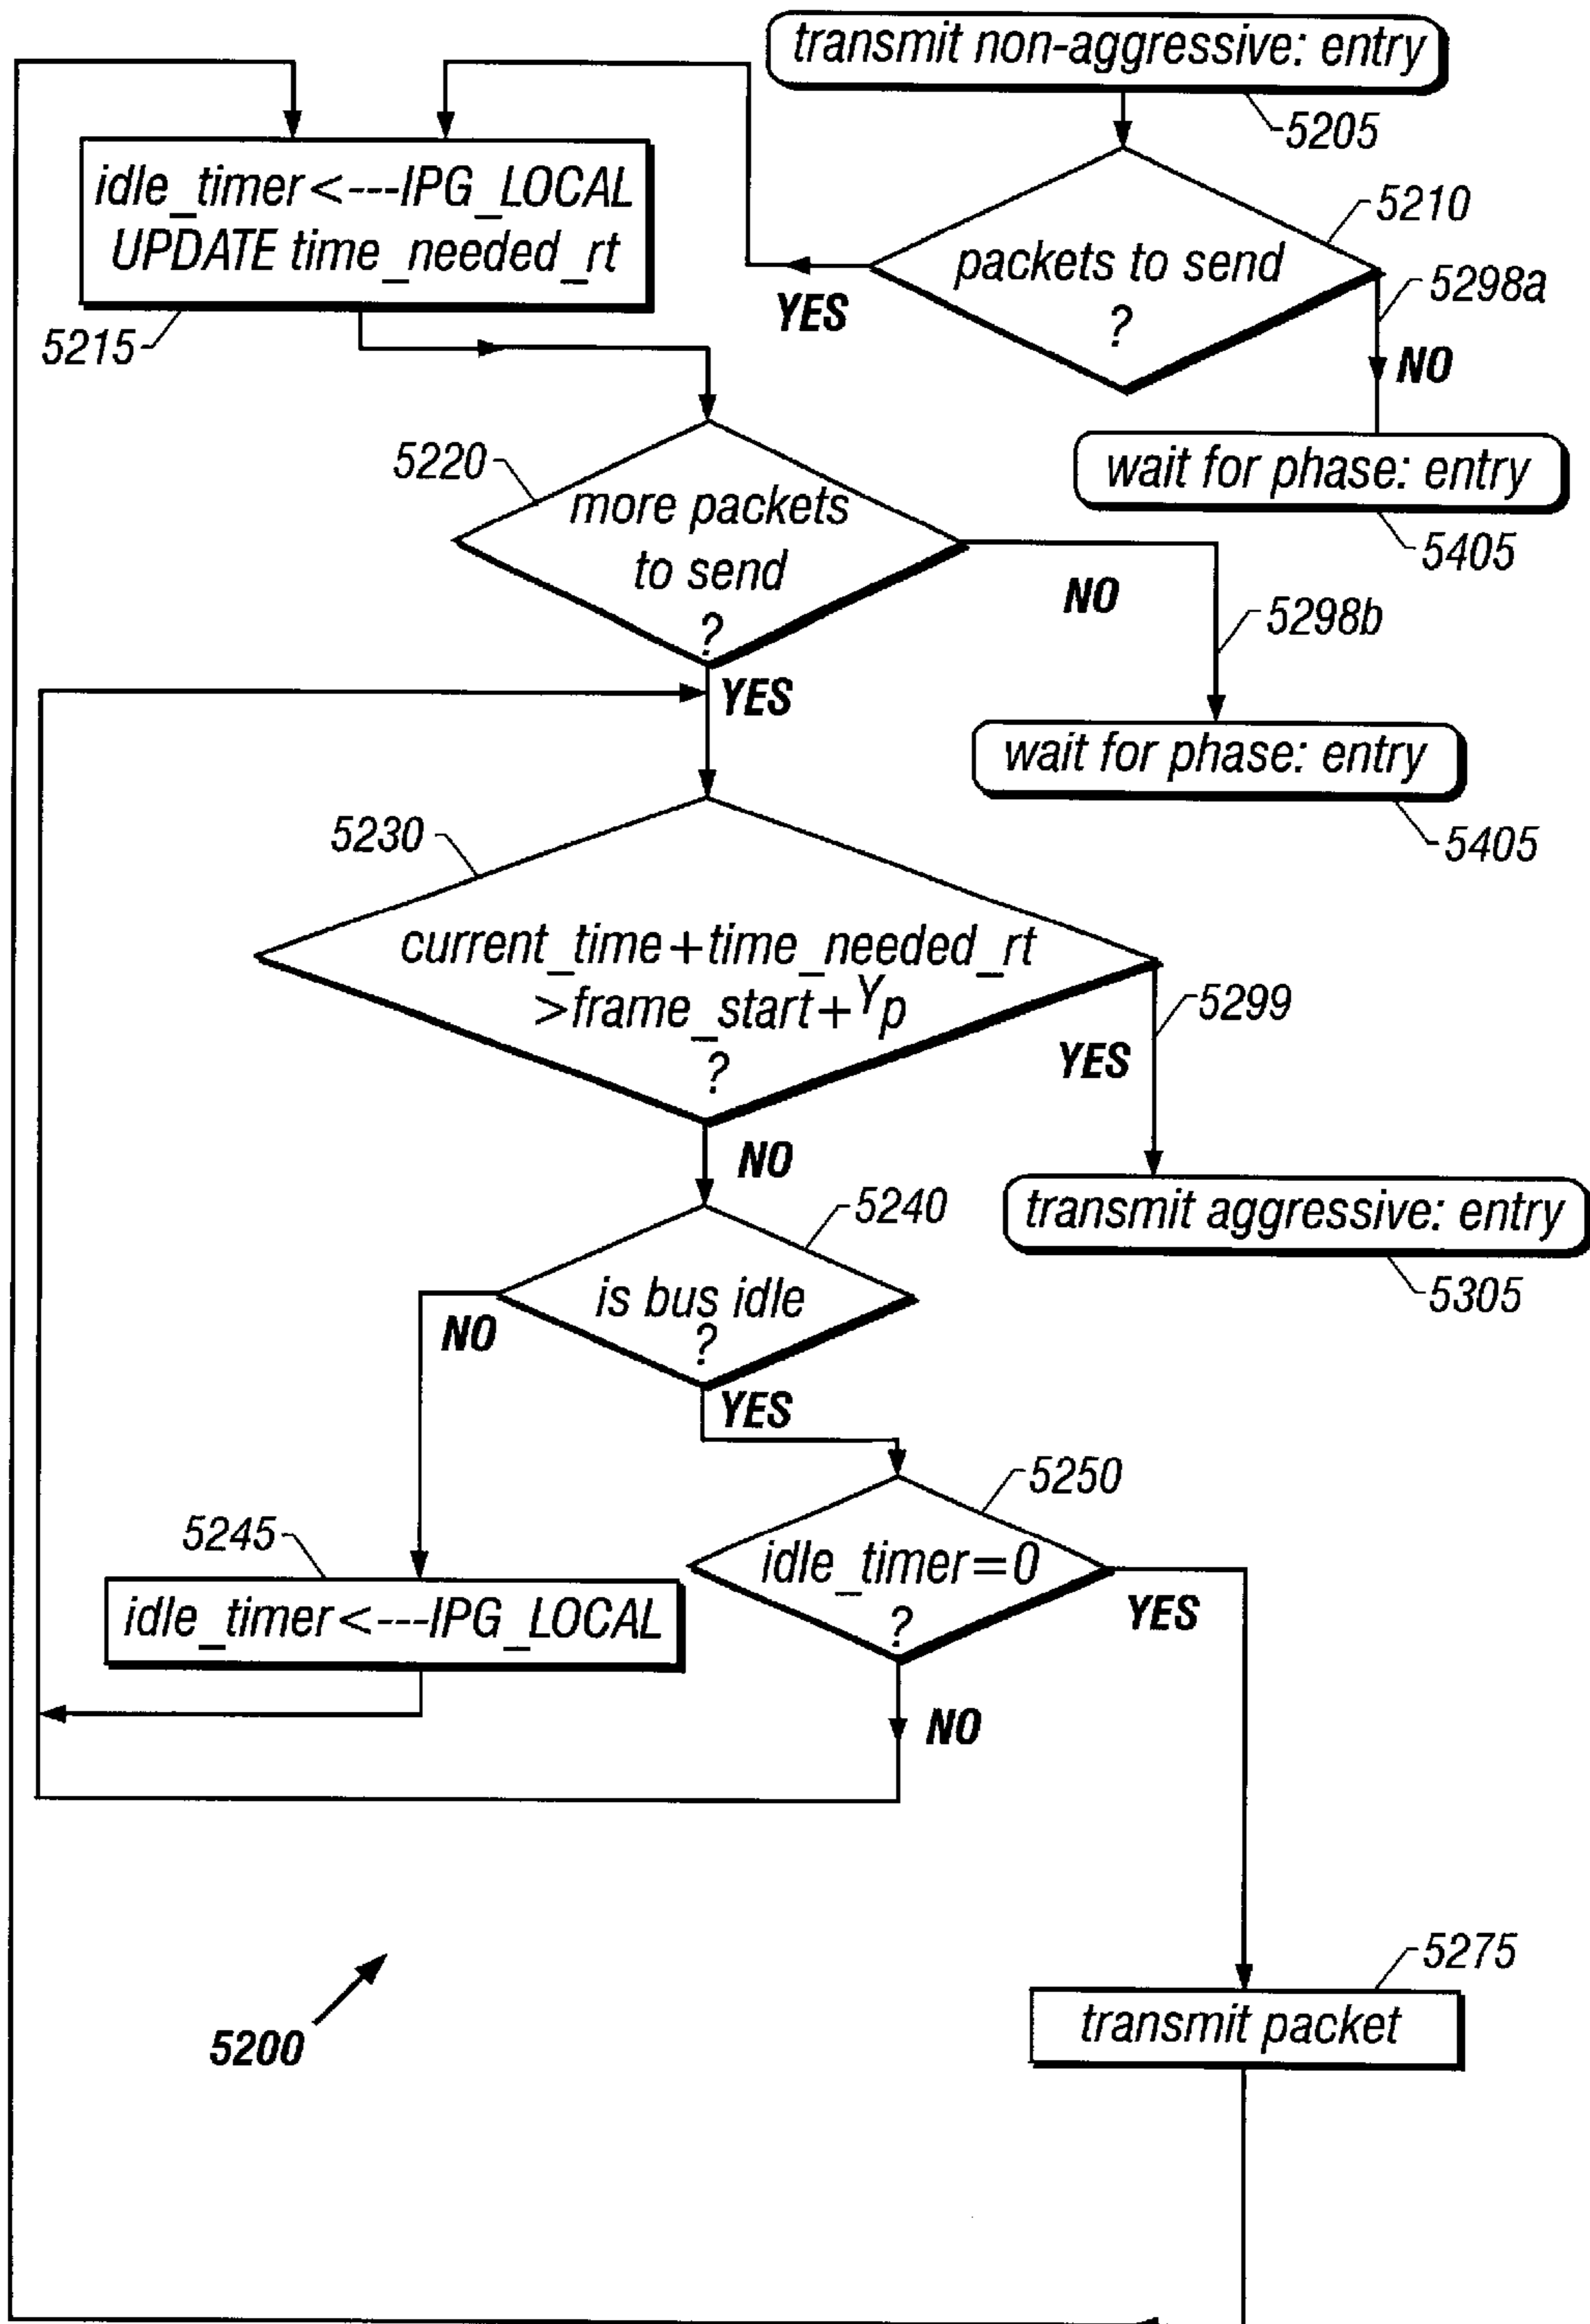 transmit non-aggressive: entry
5205
idle_timer<---IPG_LOCAL
UPDATE time_needed_rt
5215
packets to send
?
5210
YES
5298a
NO
wait for phase: entry
5405
5220
more packets
to send
?
NO
5298b
YES
wait for phase: entry
5405
5230
current_time+time_needed_rt
>frame_start+Yp
?
5299
YES
NO
transmit aggressive: entry
5305
5240
is bus idle
?
NO
YES
5250
5245
idle_timer=0
?
YES
idle_timer<---IPG_LOCAL
NO
5275
transmit packet
5200